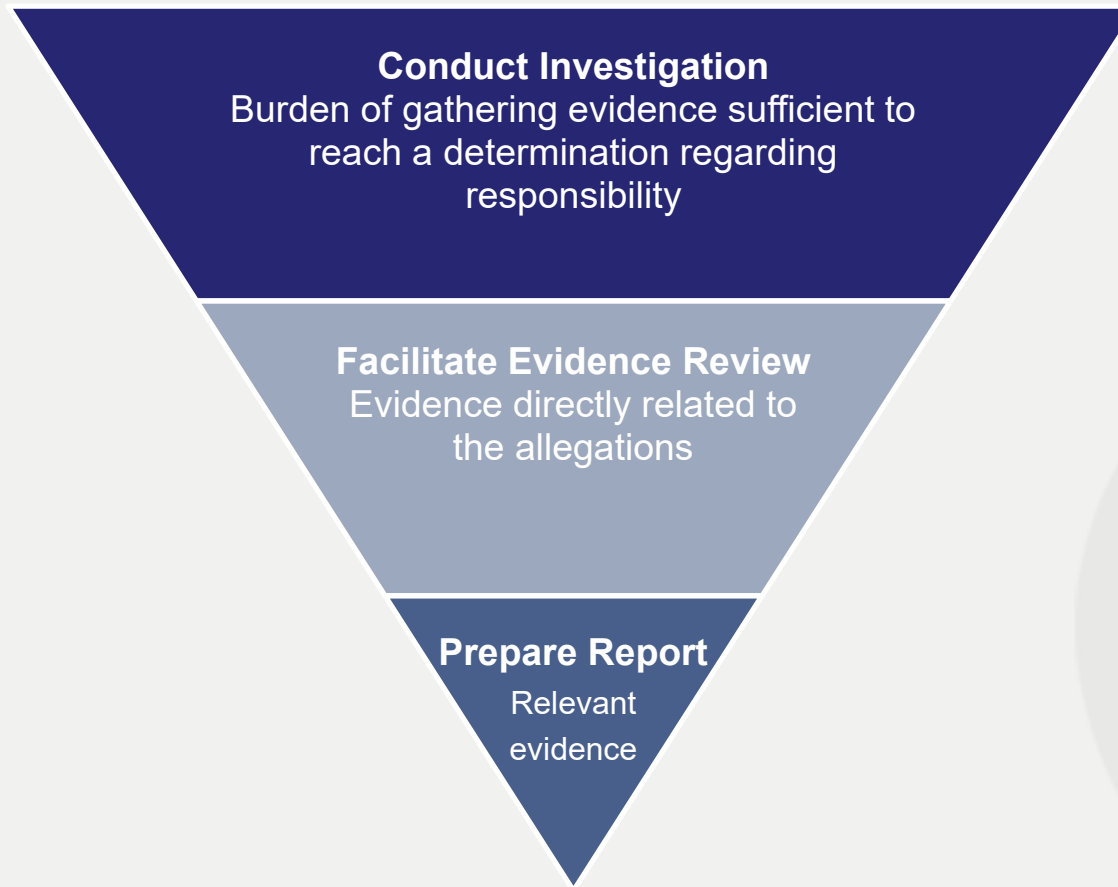 Conduct Investigation
Burden of gathering evidence sufficient to
reach a determination regarding
responsibility
Facilitate Evidence Review
Evidence directly related to
the allegations
Prepare Report
Relevant
evidence